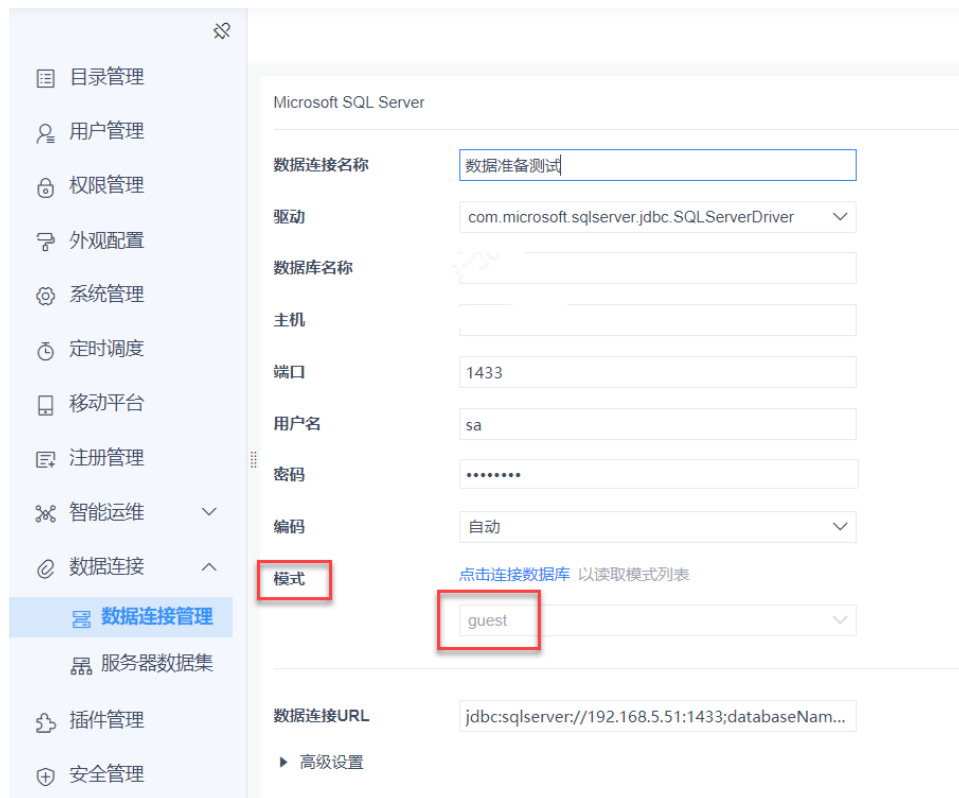 目录管理
用户管理
权限管理
外观配置
系统管理
定时调度
移动平台
注册管理
智能运维
数据连接
数据连接管理
服务器数据集
插件管理
安全管理
Microsoft SQL Server
数据连接名称 数据准备测试
驱动 com.microsoft.sqlserver.jdbc.SQLServerDriver
数据库名称
主机
端口 1433
用户名 sa
密码 ••••••••
编码 自动
模式 点击连接数据库 以读取模式列表
guest
数据连接URL jdbc:sqlserver://192.168.5.51:1433;databaseNam...
高级设置